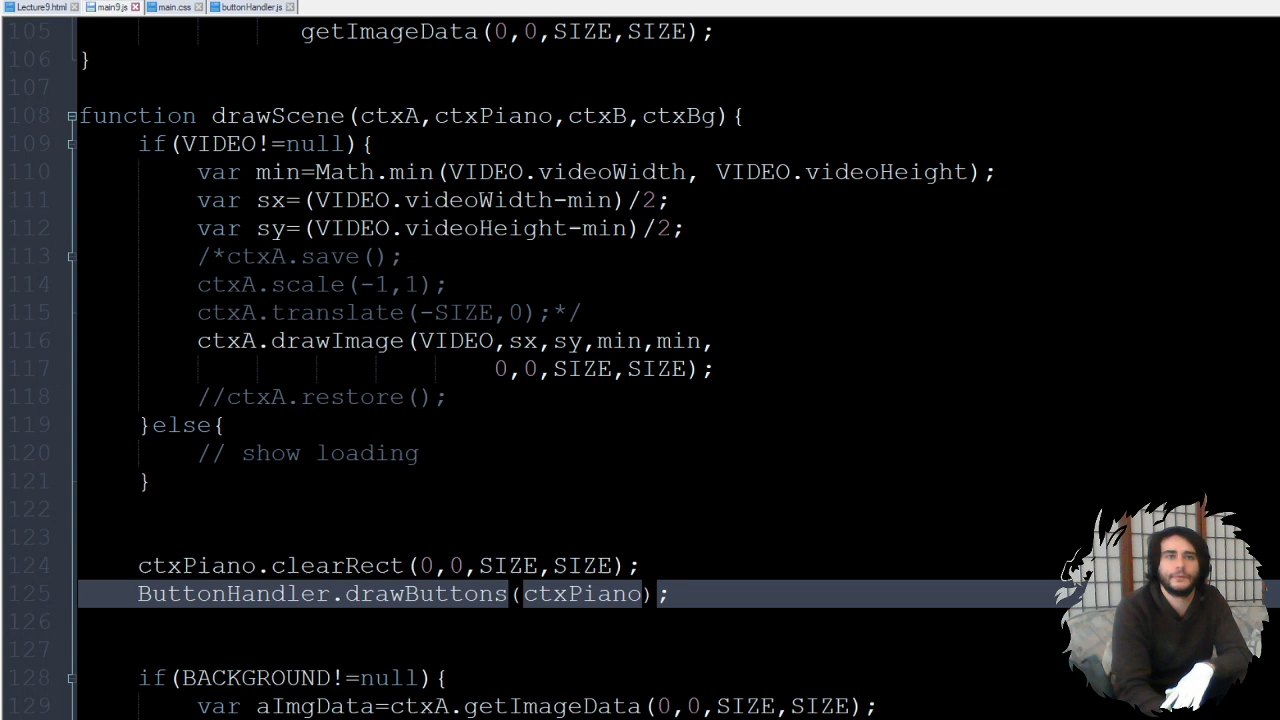 Lecture9.html main9.js main.css buttonHandler.js
105 getImageData(0,0,SIZE,SIZE);
106 }
107
108 function drawScene(ctxA,ctxPiano,ctxB,ctxBg){
109 if(VIDEO!=null){
110 var min=Math.min(VIDEO.videoWidth, VIDEO.videoHeight);
111 var sx=(VIDEO.videoWidth-min)/2;
112 var sy=(VIDEO.videoHeight-min)/2;
113 /*ctxA.save();
114 ctxA.scale(-1,1);
115 ctxA.translate(-SIZE,0);*/
116 ctxA.drawImage(VIDEO,sx,sy,min,min,
117 0,0,SIZE,SIZE);
118 //ctxA.restore();
119 }else{
120 // show loading
121 }
122
123
124 ctxPiano.clearRect(0,0,SIZE,SIZE);
125 ButtonHandler.drawButtons(ctxPiano);
126
127
128 if(BACKGROUND!=null){
129 var aImgData=ctxA.getImageData(0,0,SIZE,SIZE);